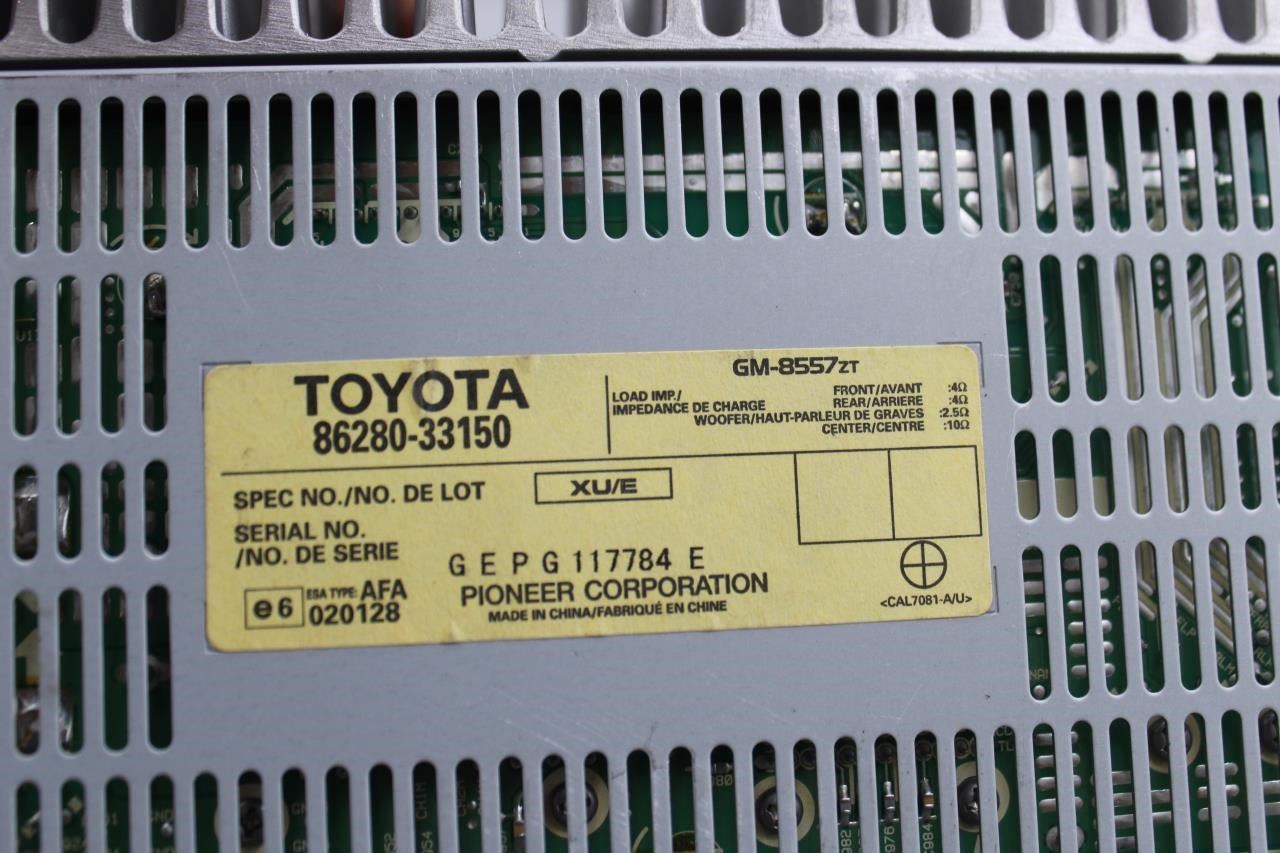 TOYOTA
86280-33150
GM-8557ZT
LOAD IMP./
IMPEDANCE DE CHARGE
FRONT/AVANT :4Ω
REAR/ARRIERE :4Ω
WOOFER/HAUT-PARLEUR DE GRAVES :2.5Ω
CENTER/CENTRE :10Ω
SPEC NO./NO. DE LOT
XU/E
SERIAL NO.
/NO. DE SERIE
G E P G 117784 E
e6
ESA TYPE: AFA
020128
PIONEER CORPORATION
MADE IN CHINA/FABRIQUÉ EN CHINE
<CAL7081-A/U>